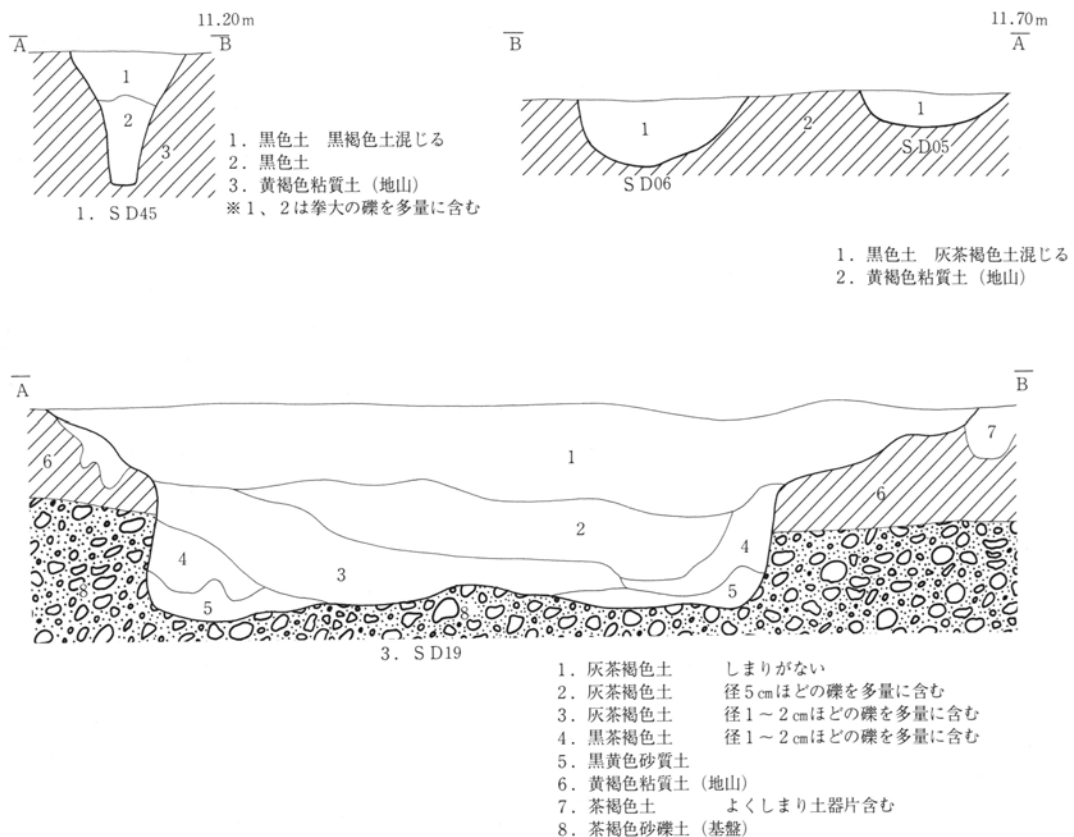 11.20m
A B
1
2
3
1．黒色土　黒褐色土混じる
2．黒色土
3．黄褐色粘質土（地山）
※1、2は拳大の礫を多量に含む
1．SD45
11.70m
B A
1 2 1
SD06 SD05
1．黒色土　灰茶褐色土混じる
2．黄褐色粘質土（地山）
A B
7
6 1
6
2
4 4
3
8 5
5 8
3．SD19
1．灰茶褐色土　しまりがない
2．灰茶褐色土　径5㎝ほどの礫を多量に含む
3．灰茶褐色土　径1～2㎝ほどの礫を多量に含む
4．黒茶褐色土　径1～2㎝ほどの礫を多量に含む
5．黒黄色砂質土
6．黄褐色粘質土（地山）
7．茶褐色土　よくしまり土器片含む
8．茶褐色砂礫土（基盤）